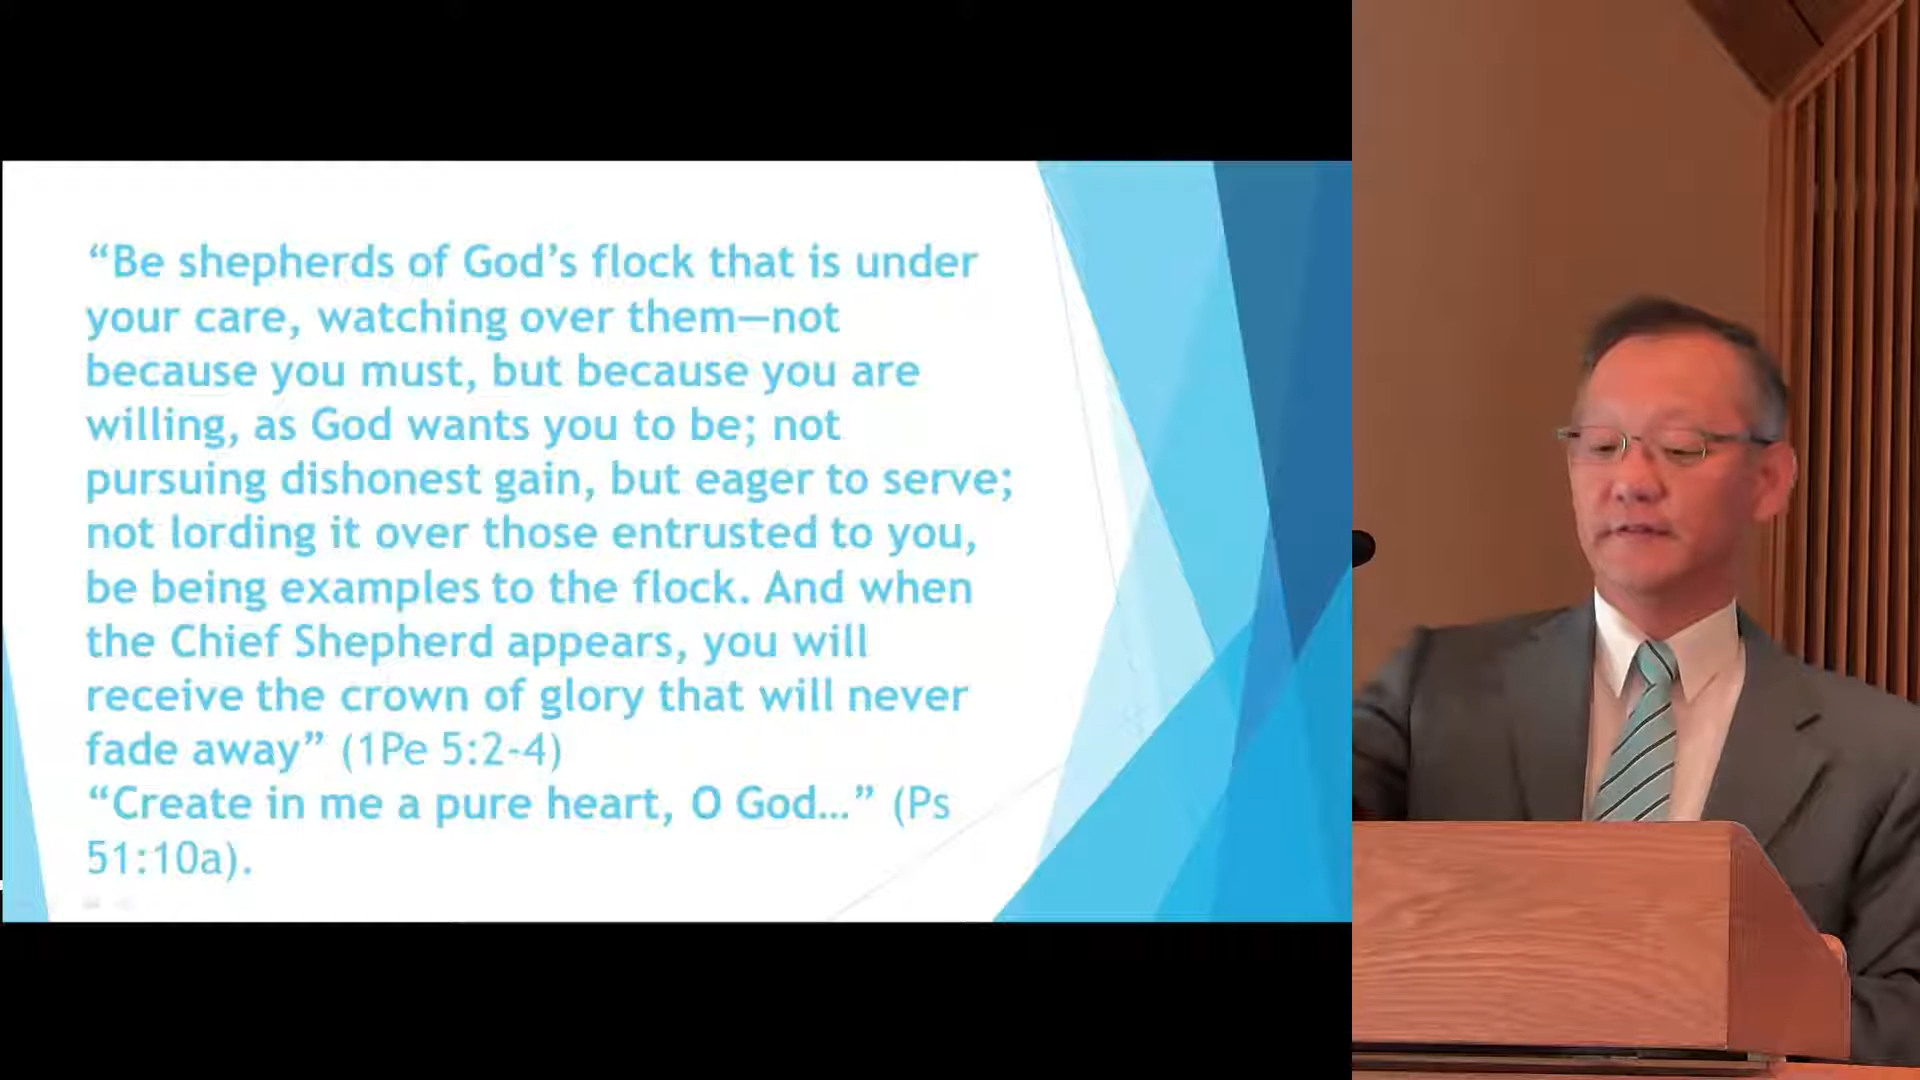 “Be shepherds of God’s flock that is under
your care, watching over them—not
because you must, but because you are
willing, as God wants you to be; not
pursuing dishonest gain, but eager to serve;
not lording it over those entrusted to you,
be being examples to the flock. And when
the Chief Shepherd appears, you will
receive the crown of glory that will never
fade away” (1Pe 5:2-4)
“Create in me a pure heart, O God…” (Ps
51:10a).